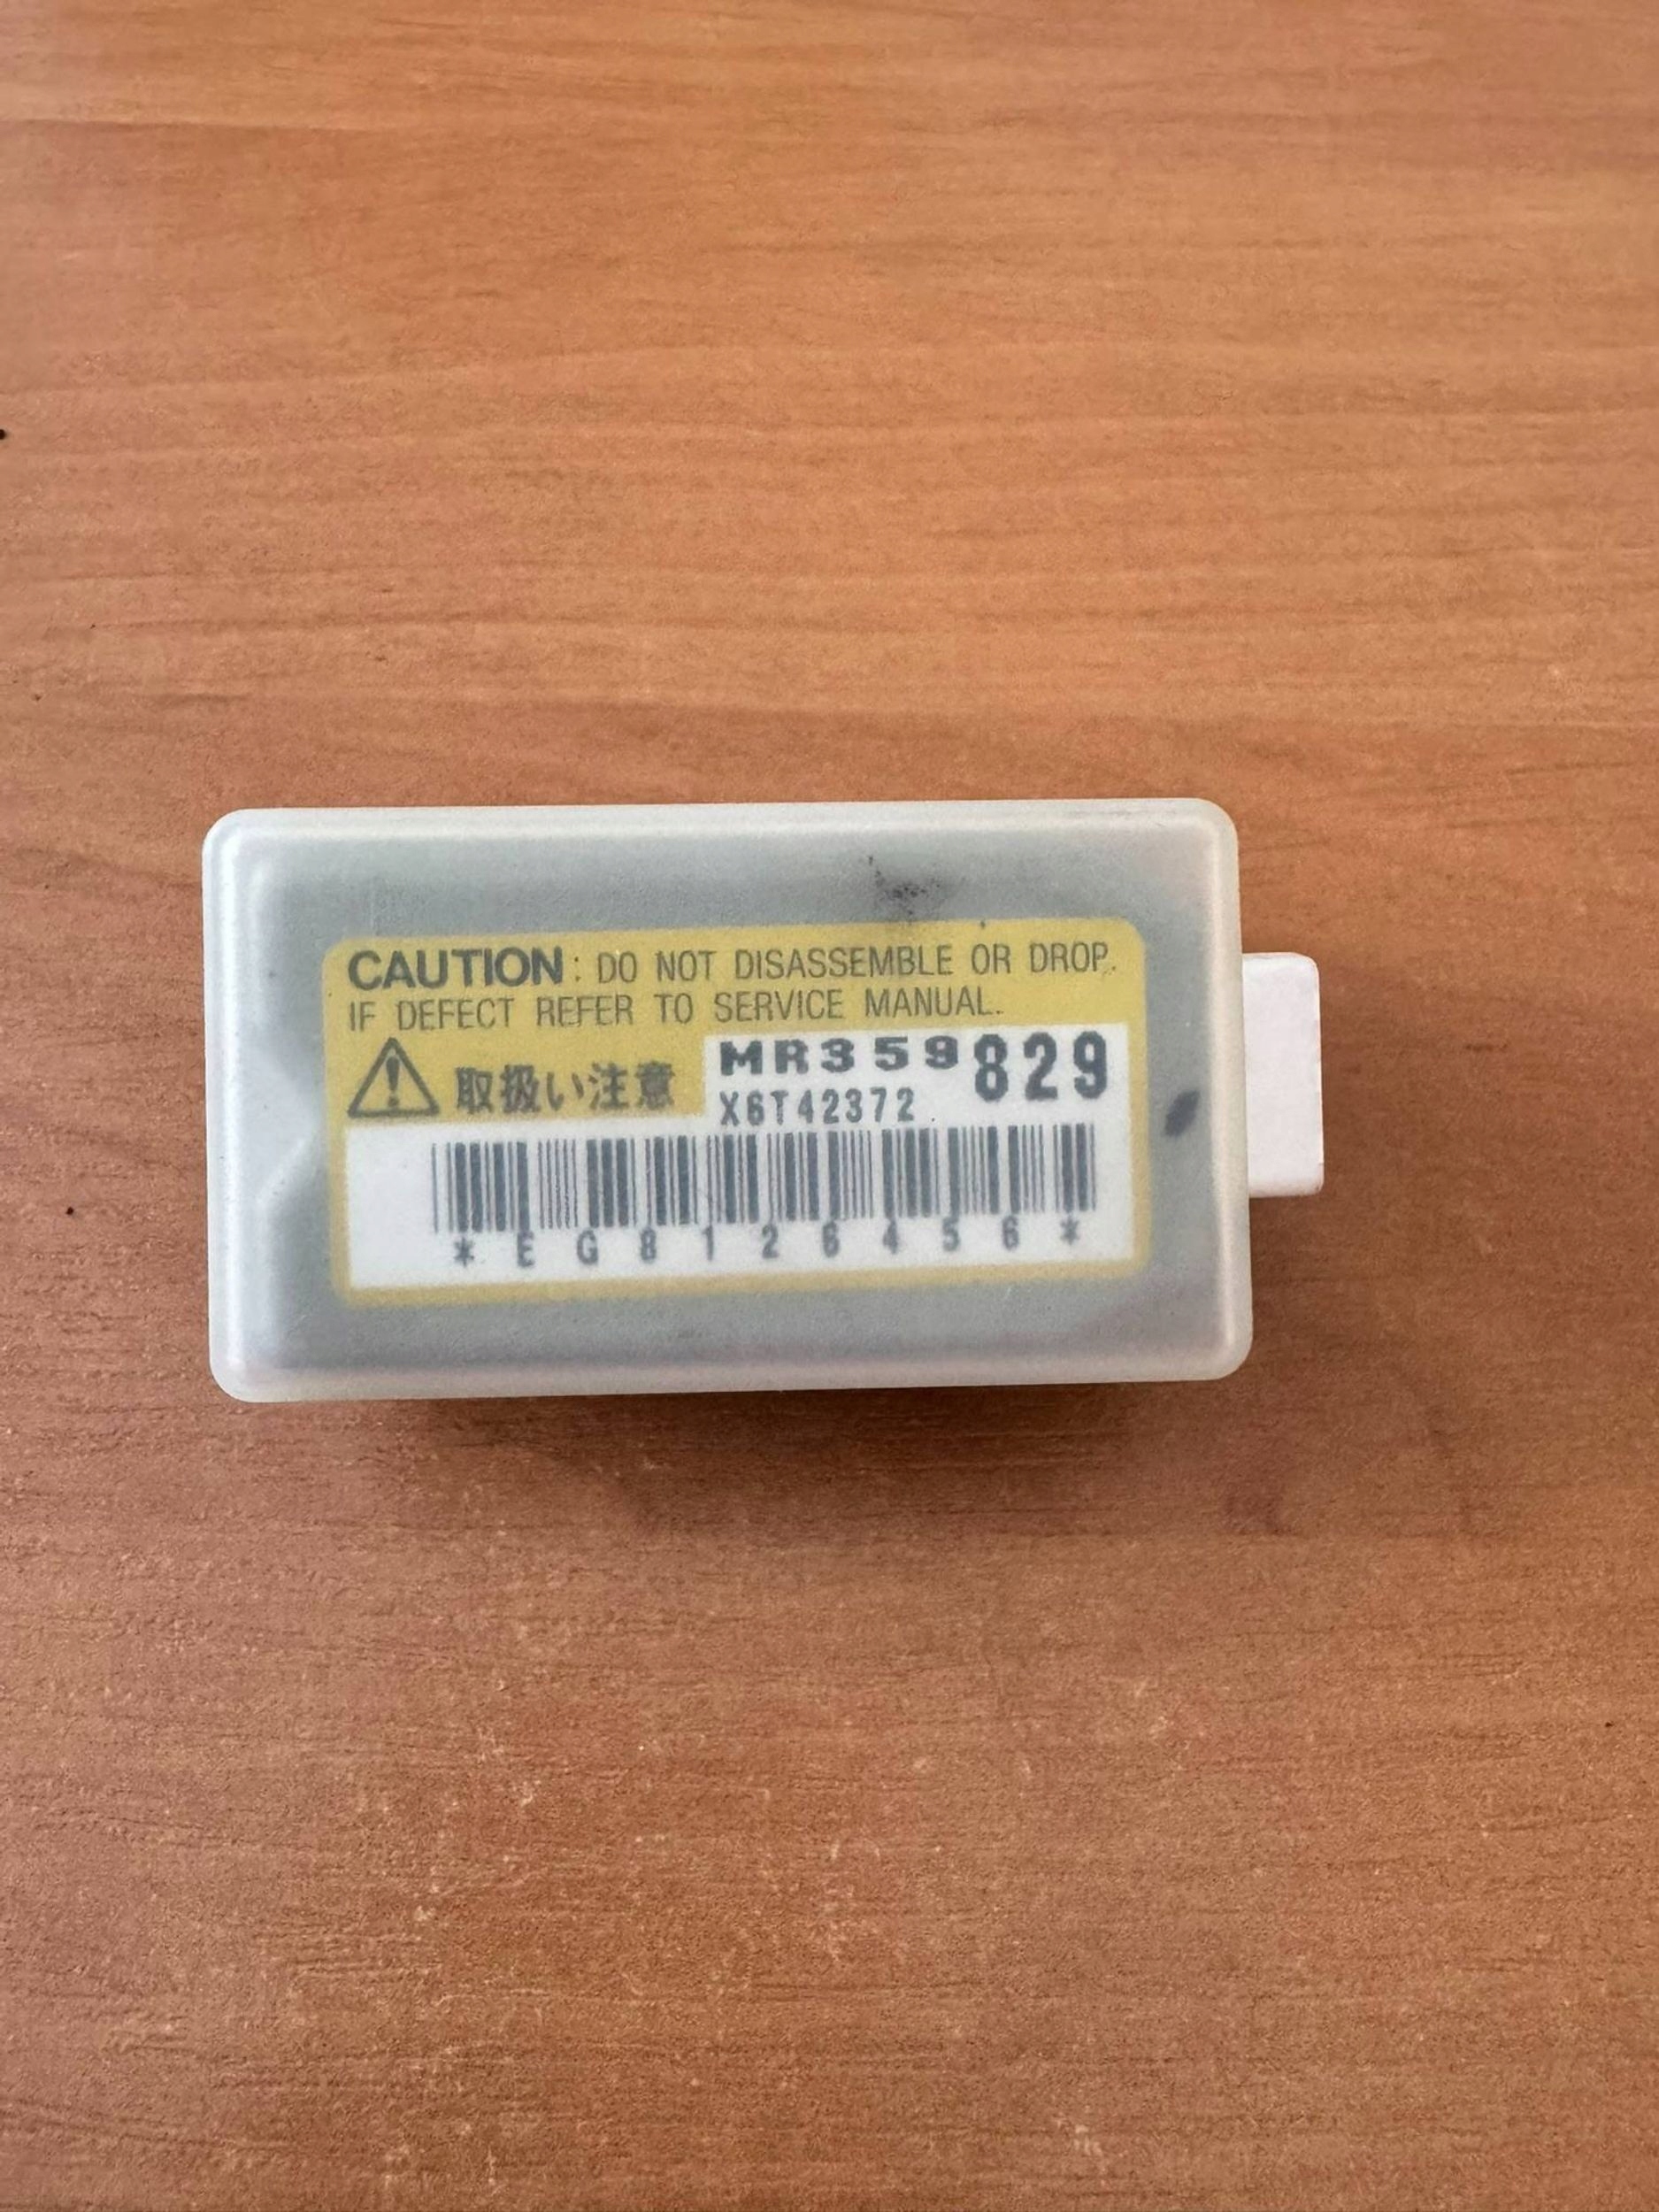 CAUTION: DO NOT DISASSEMBLE OR DROP.
IF DEFECT REFER TO SERVICE MANUAL.
取扱い注意 MR359829
X6T42372
*EG8126456*